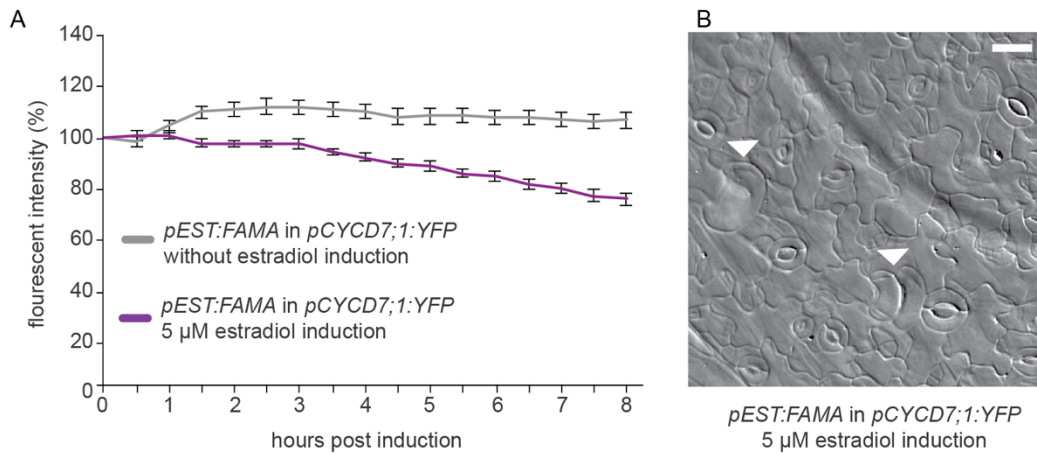 A
B
flourescent intensity (%)
140
120
100
80
60
40
20
0
0 1 2 3 4 5 6 7 8
hours post induction
pEST:FAMA in pCYCD7;1:YFP
without estradiol induction
pEST:FAMA in pCYCD7;1:YFP
5 µM estradiol induction
pEST:FAMA in pCYCD7;1:YFP
5 µM estradiol induction